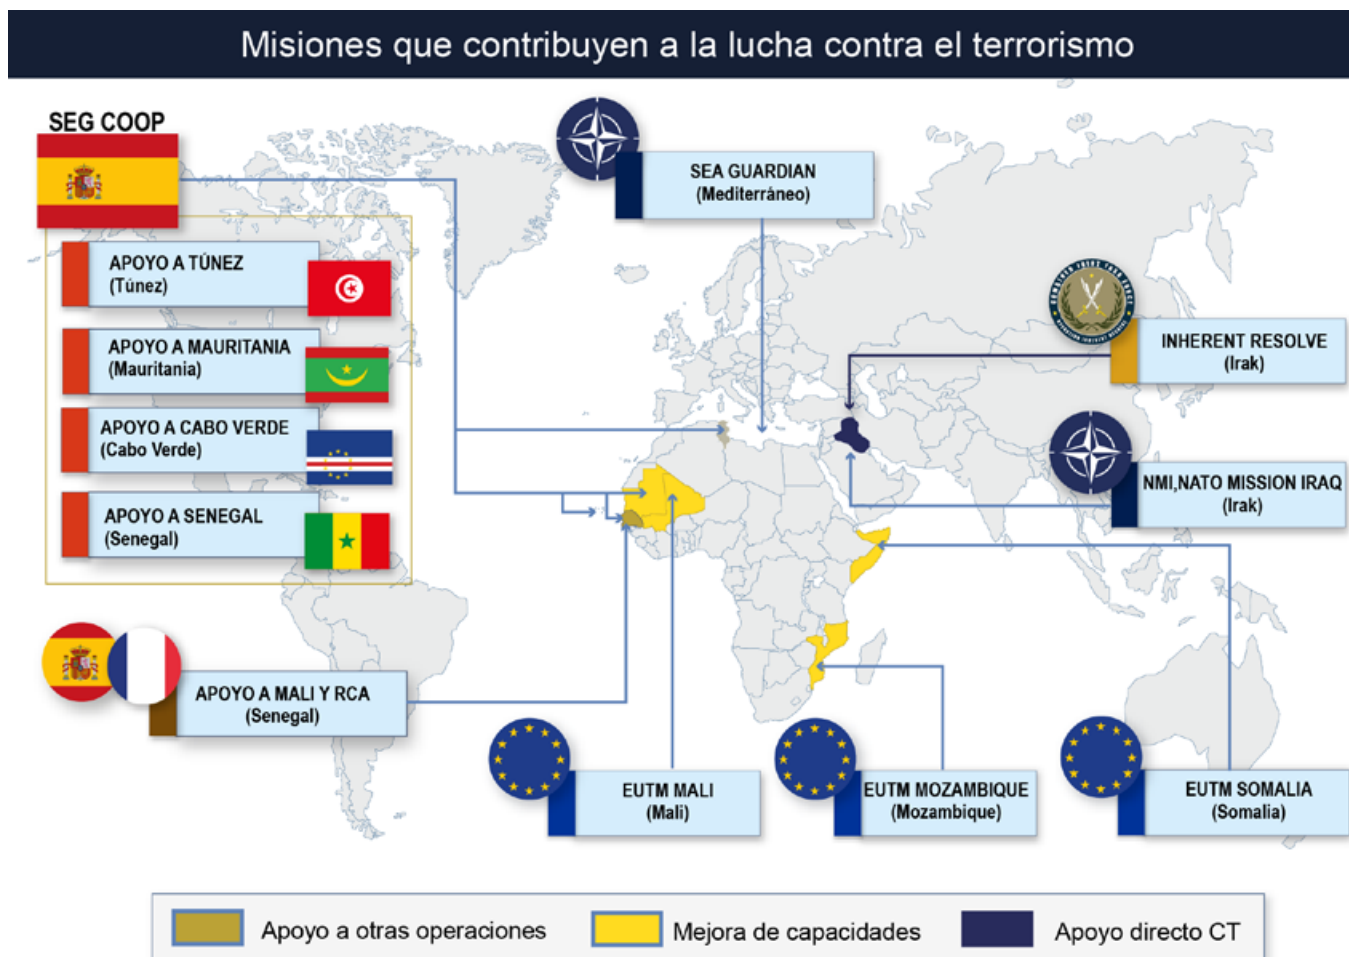 Misiones que contribuyen a la lucha contra el terrorismo
SEG COOP
APOYO A TÚNEZ
(Túnez)
APOYO A MAURITANIA
(Mauritania)
APOYO A CABO VERDE
(Cabo Verde)
APOYO A SENEGAL
(Senegal)
APOYO A MALI Y RCA
(Senegal)
SEA GUARDIAN
(Mediterráneo)
INHERENT RESOLVE
(Irak)
NMI,NATO MISSION IRAQ
(Irak)
EUTM MALI
(Mali)
EUTM MOZAMBIQUE
(Mozambique)
EUTM SOMALIA
(Somalia)
Apoyo a otras operaciones
Mejora de capacidades
Apoyo directo CT